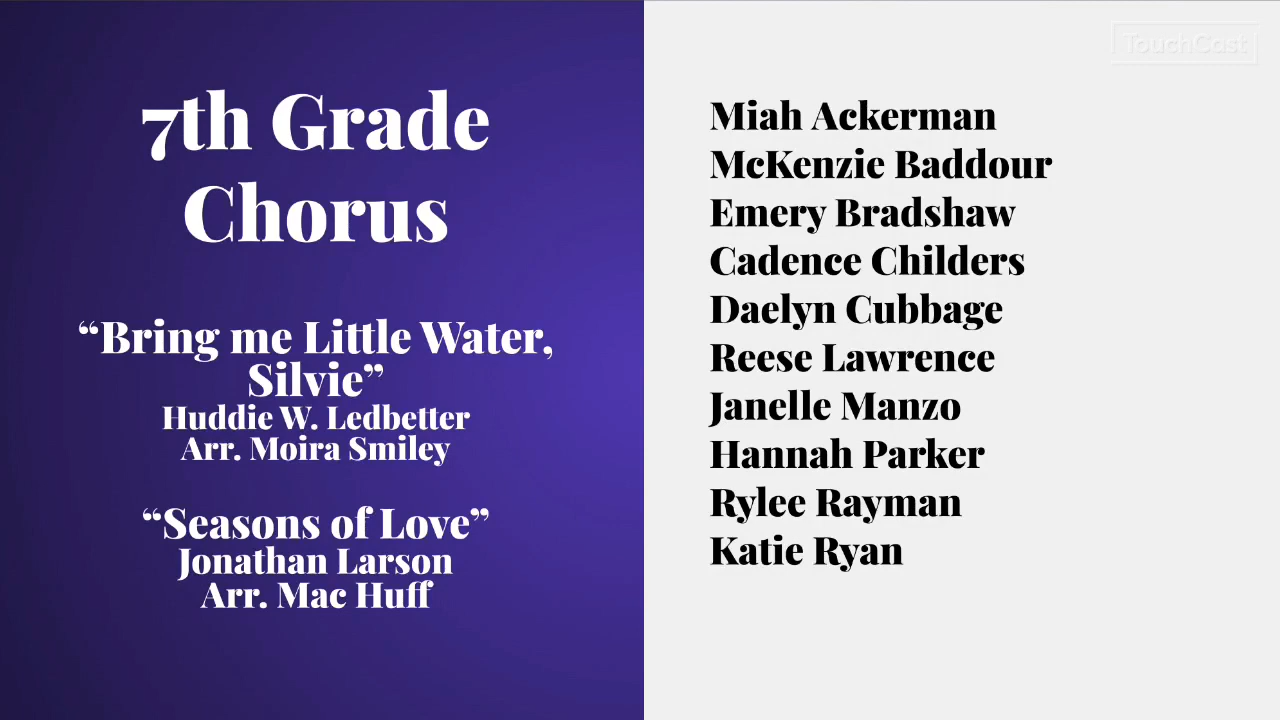 7th Grade
Chorus
“Bring me Little Water,
Silvie”
Huddie W. Ledbetter
Arr. Moira Smiley
“Seasons of Love”
Jonathan Larson
Arr. Mac Huff
TouchCast
Miah Ackerman
McKenzie Baddour
Emery Bradshaw
Cadence Childers
Daelyn Cubbage
Reese Lawrence
Janelle Manzo
Hannah Parker
Rylee Rayman
Katie Ryan